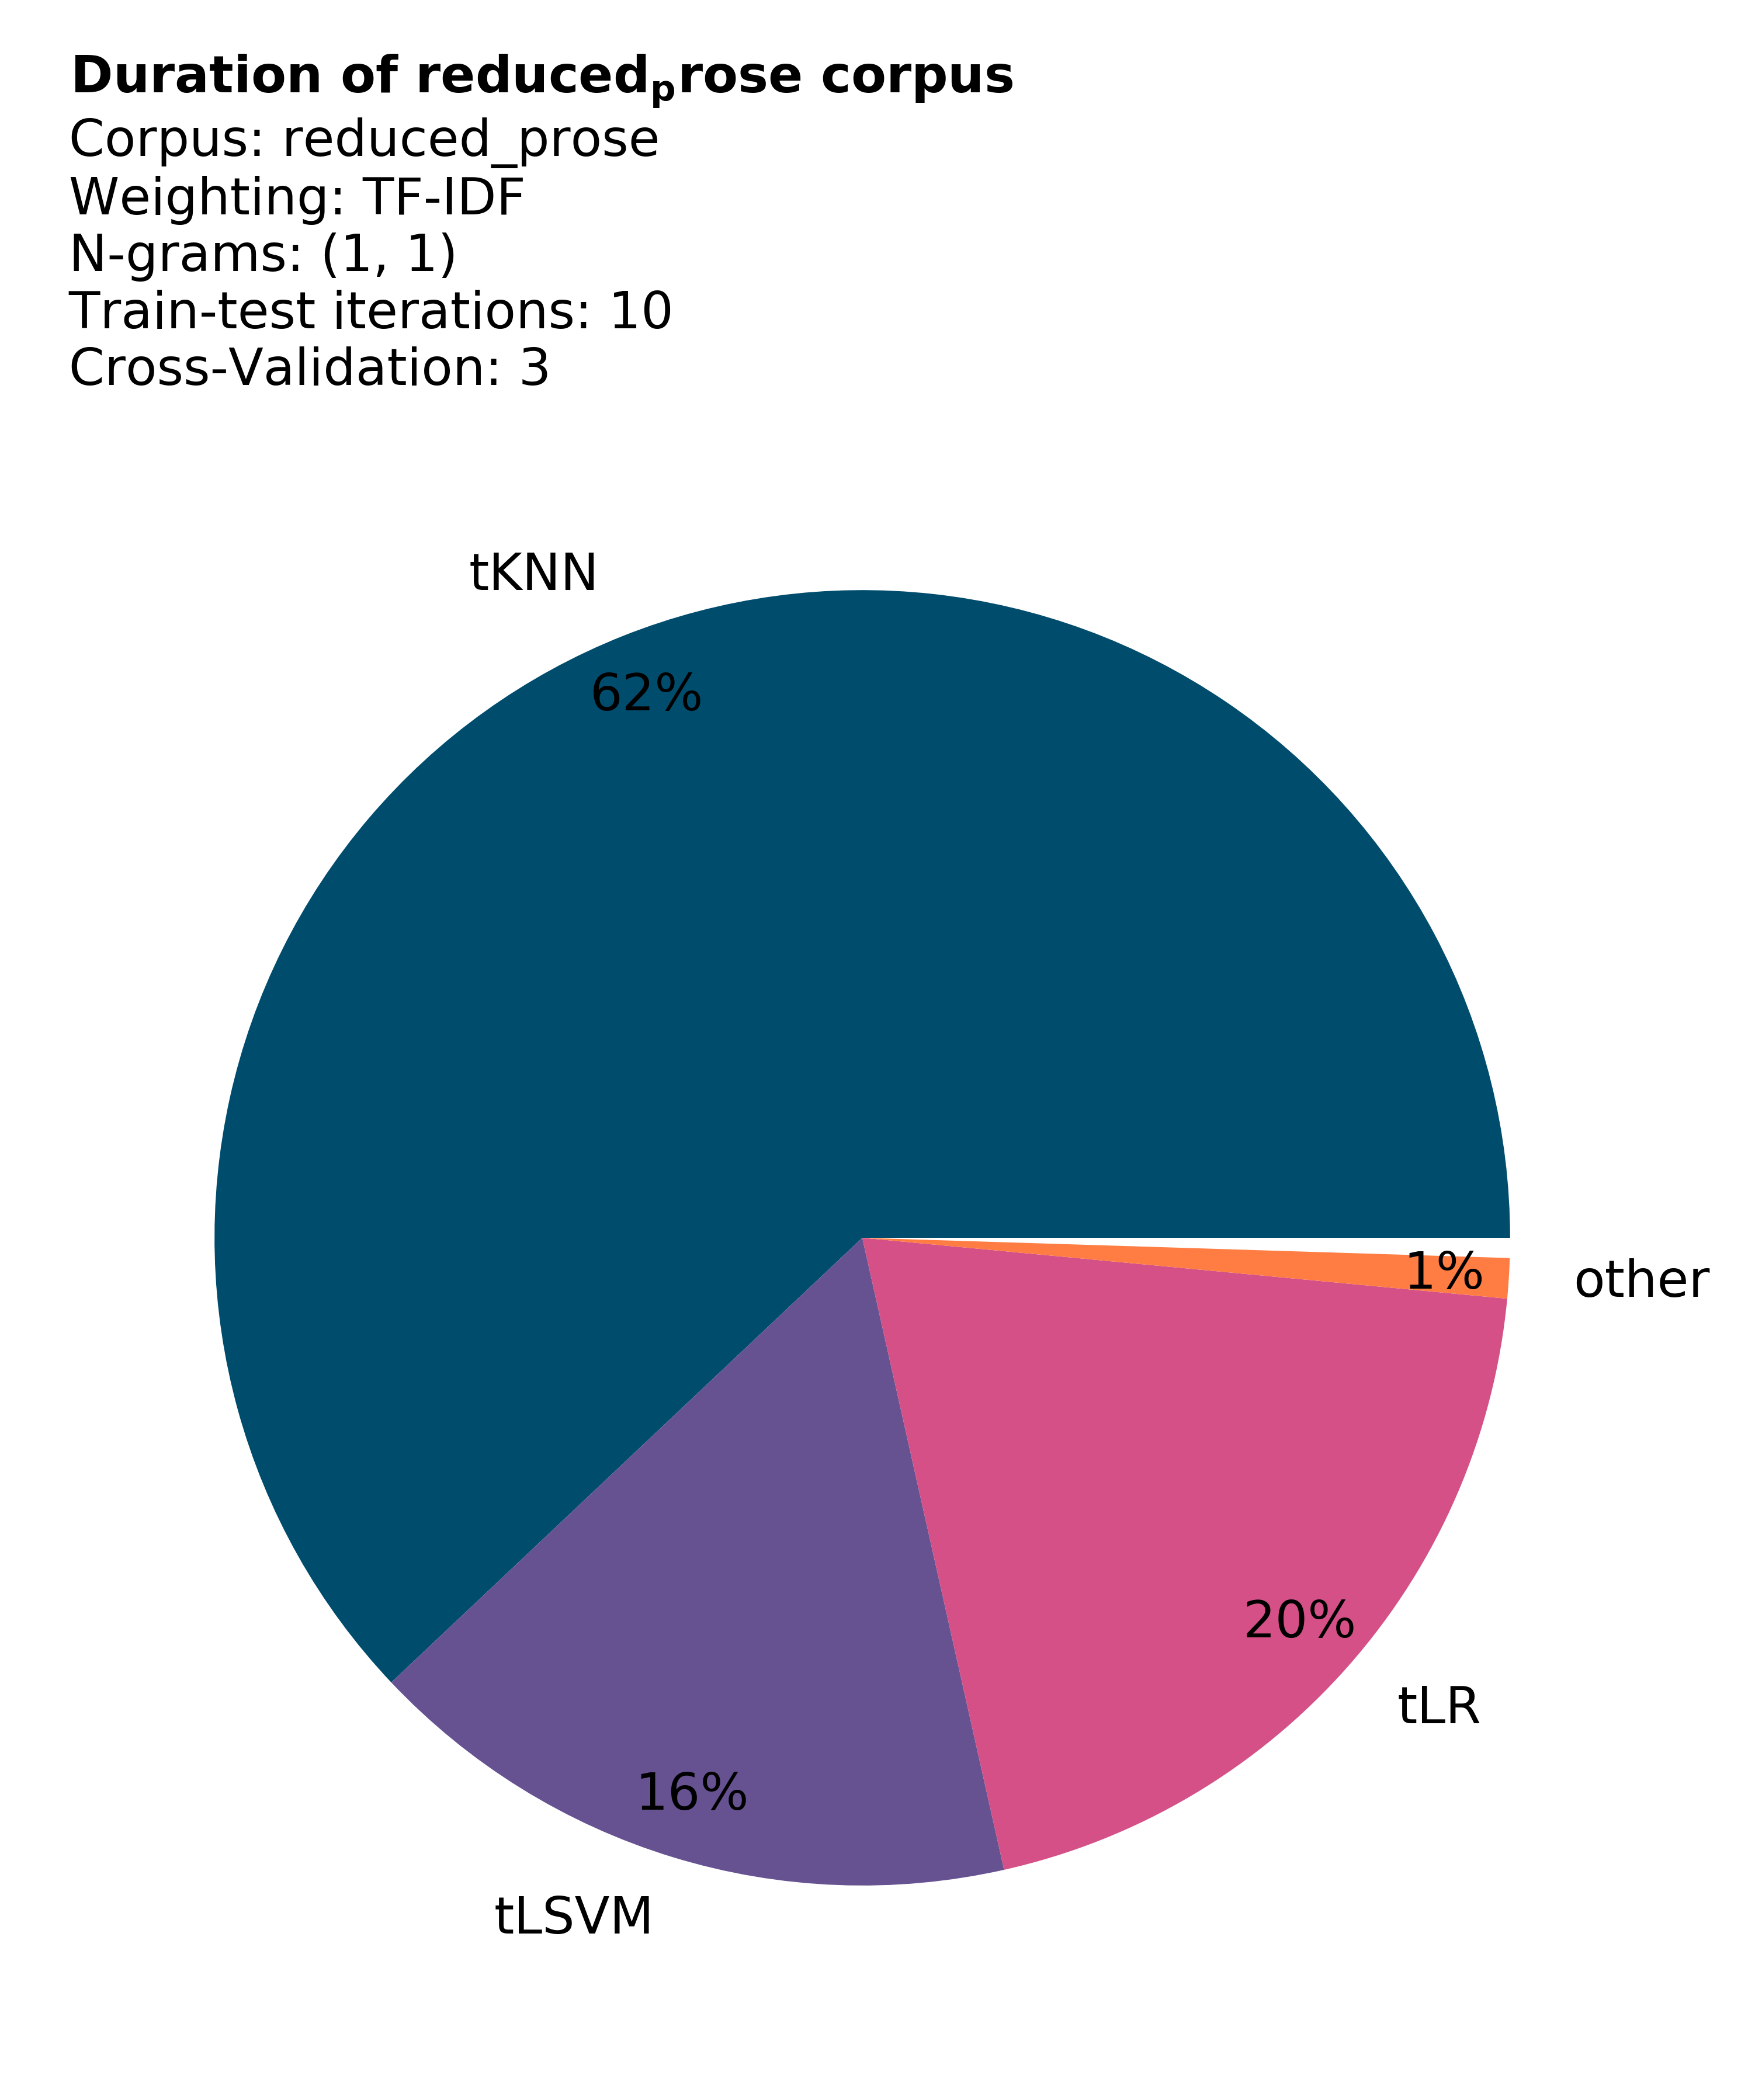 Duration of reducedₚrose corpus
Corpus: reduced_prose
Weighting: TF-IDF
N-grams: (1, 1)
Train-test iterations: 10
Cross-Validation: 3
tKNN
62%
1%
other
20%
tLR
16%
tLSVM